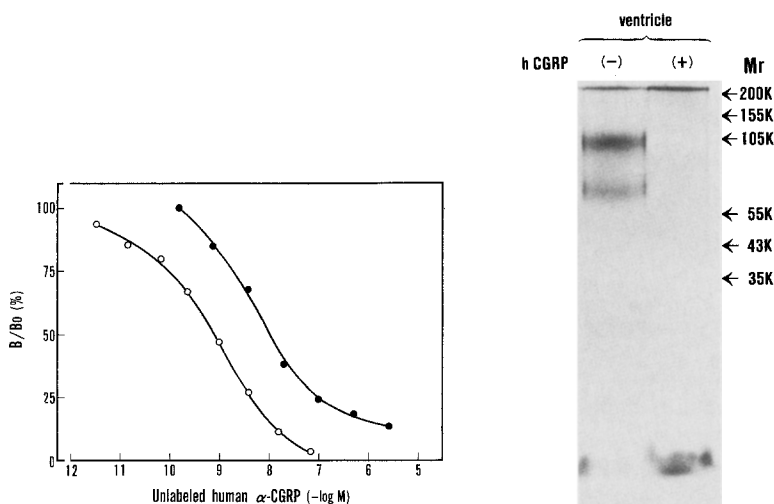 100
75
50
25
0
B/Bo (%)
12 11 10 9 8 7 6 5
Unlabeled human α-CGRP (−log M)
ventricle
h CGRP (−) (+) Mr
←200K
←155K
←105K
←55K
←43K
←35K